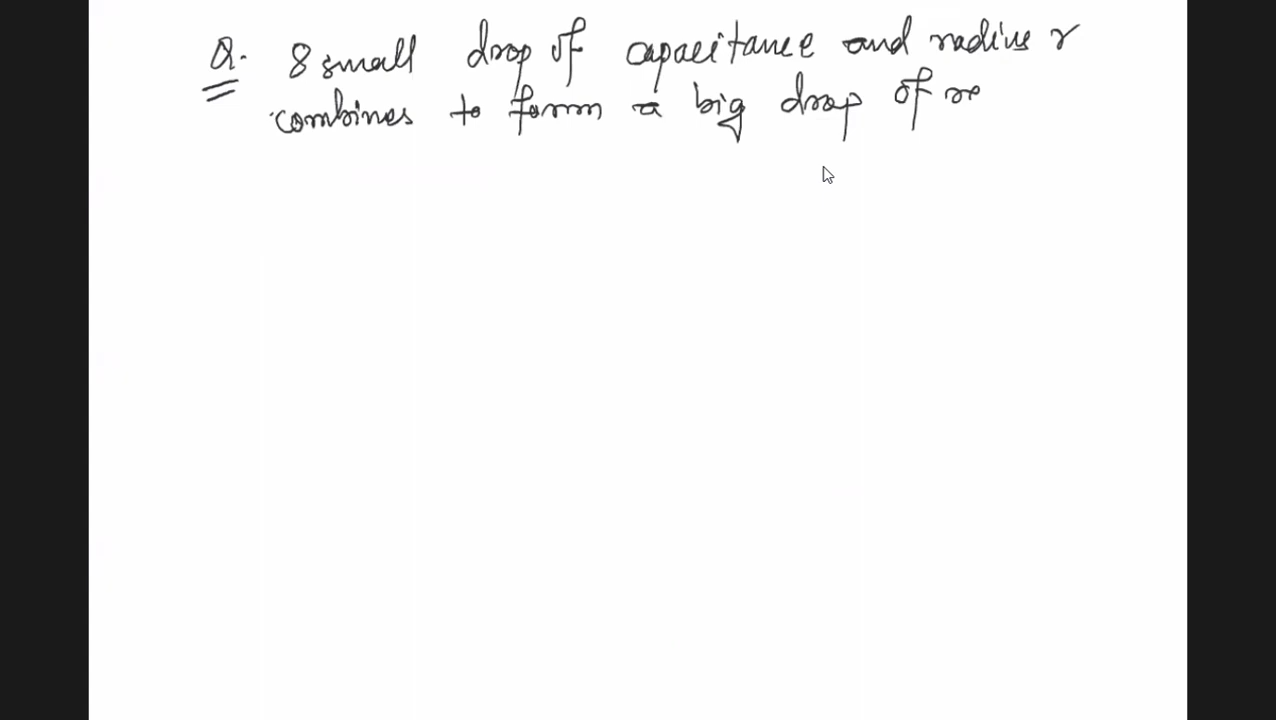 Q. 8 small drop of capacitance and radius r
combines to form a big drop of